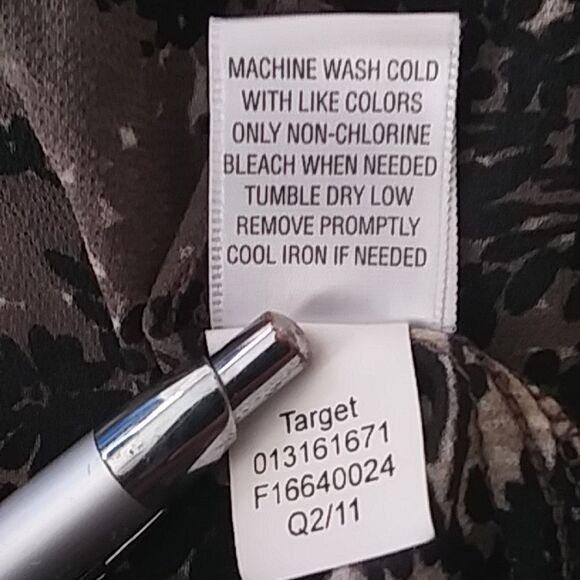 MACHINE WASH COLD
WITH LIKE COLORS
ONLY NON-CHLORINE
BLEACH WHEN NEEDED
TUMBLE DRY LOW
REMOVE PROMPTLY
COOL IRON IF NEEDED
Target
013161671
F16640024
Q2/11